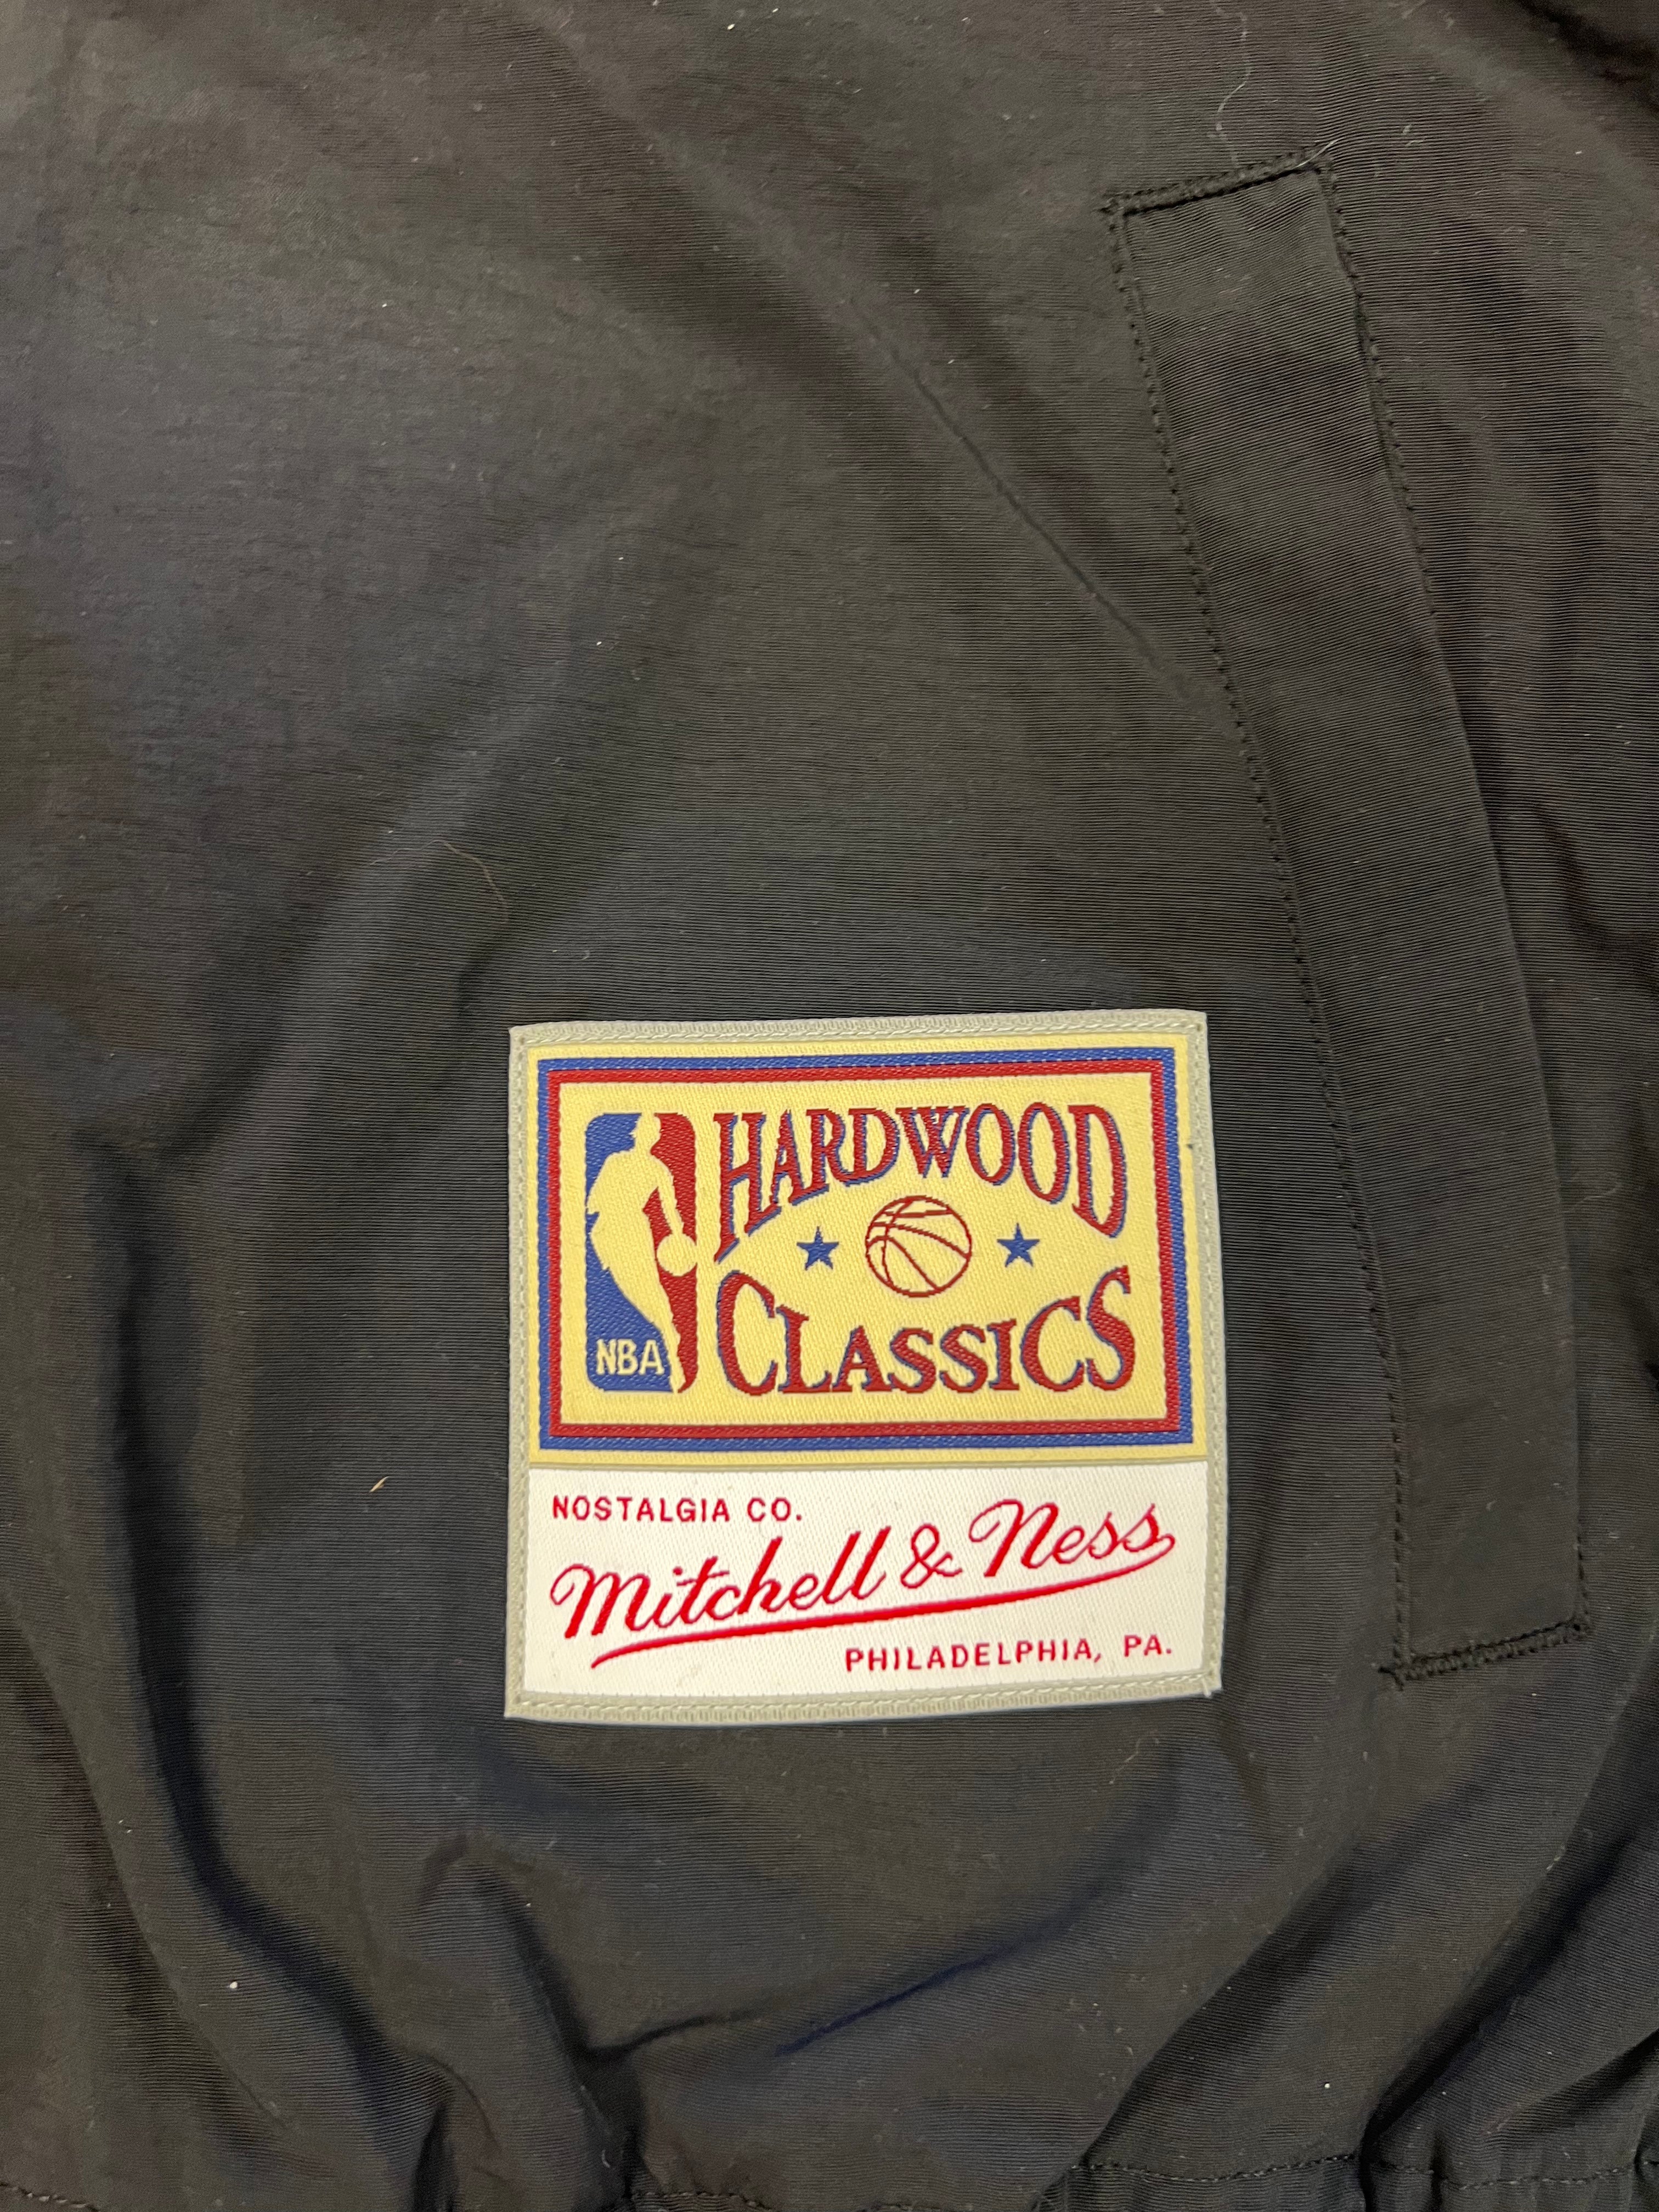 HARDWOOD
CLASSICS
NBA
NOSTALGIA CO.
Mitchell & Ness
PHILADELPHIA, PA.